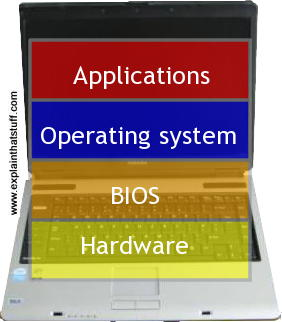 Applications
Operating system
BIOS
Hardware
www.explainthatstuff.com